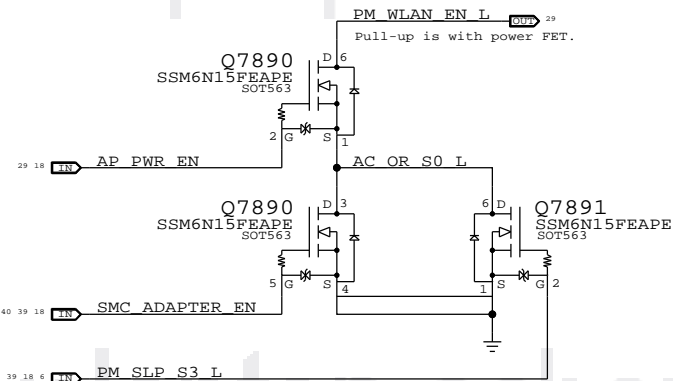 PM_WLAN_EN_L OUT 29
Pull-up is with power FET.
Q7890 D 6
SSM6N15FEAPE
SOT563
2 G S 1
29 18 IN AP_PWR_EN AC_OR_S0_L
Q7890 D 3 6 D Q7891
SSM6N15FEAPE SSM6N15FEAPE
SOT563 SOT563
5 G S 4 1 S G 2
40 39 18 IN SMC_ADAPTER_EN
39 18 6 IN PM_SLP_S3_L